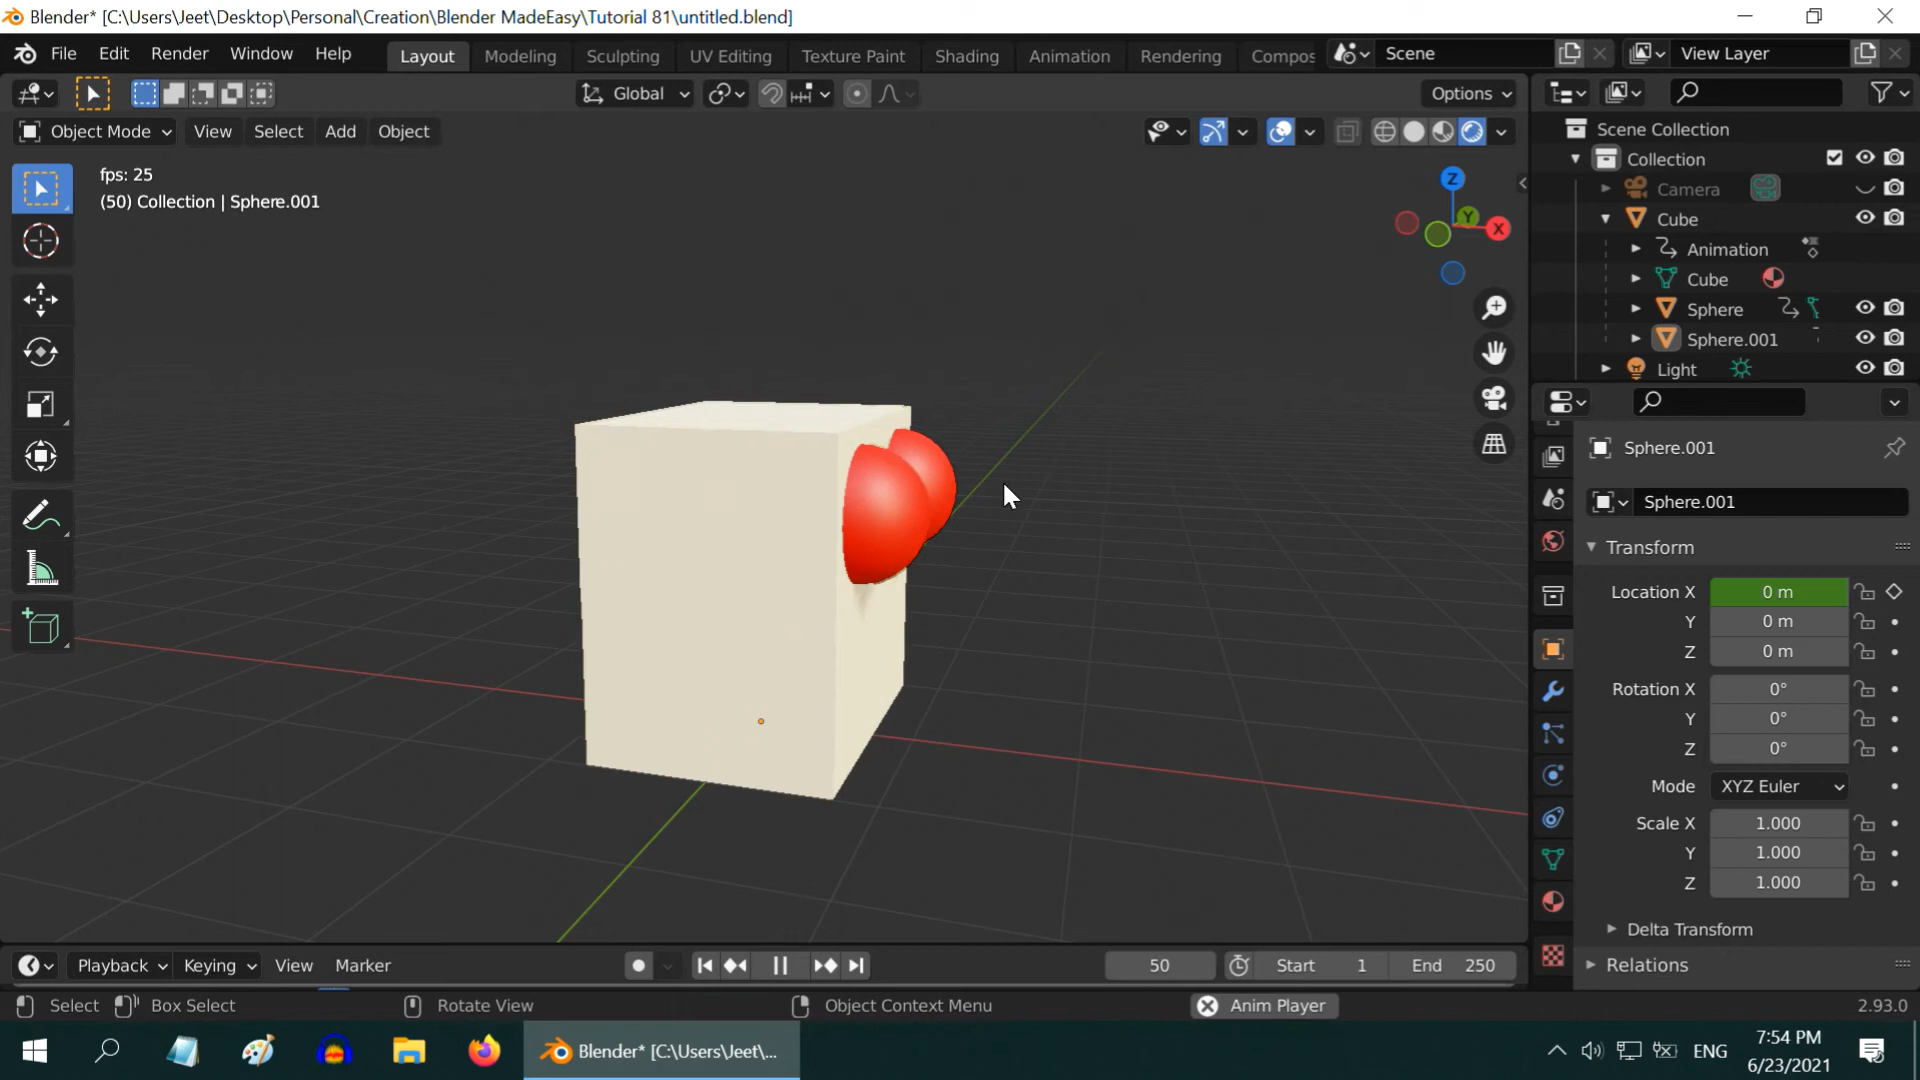 Blender* [C:\Users\Jeet\Desktop\Personal\Creation\Blender MadeEasy\Tutorial 81\untitled.blend]
File Edit Render Window Help Layout Modeling Sculpting UV Editing Texture Paint Shading Animation Rendering Compos Scene View Layer
Global Options
Object Mode View Select Add Object
fps: 25
(50) Collection | Sphere.001
Z
Y
X
Scene Collection
Collection
Camera
Cube
Animation
Cube
Sphere
Sphere.001
Light
Sphere.001
Sphere.001
Transform
Location X 0 m
Y 0 m
Z 0 m
Rotation X 0°
Y 0°
Z 0°
Mode XYZ Euler
Scale X 1.000
Y 1.000
Z 1.000
Delta Transform
Relations
Playback Keying View Marker 50 Start 1 End 250
Select Box Select Rotate View Object Context Menu Anim Player 2.93.0
Blender* [C:\Users\Jeet\... ENG 7:54 PM
6/23/2021